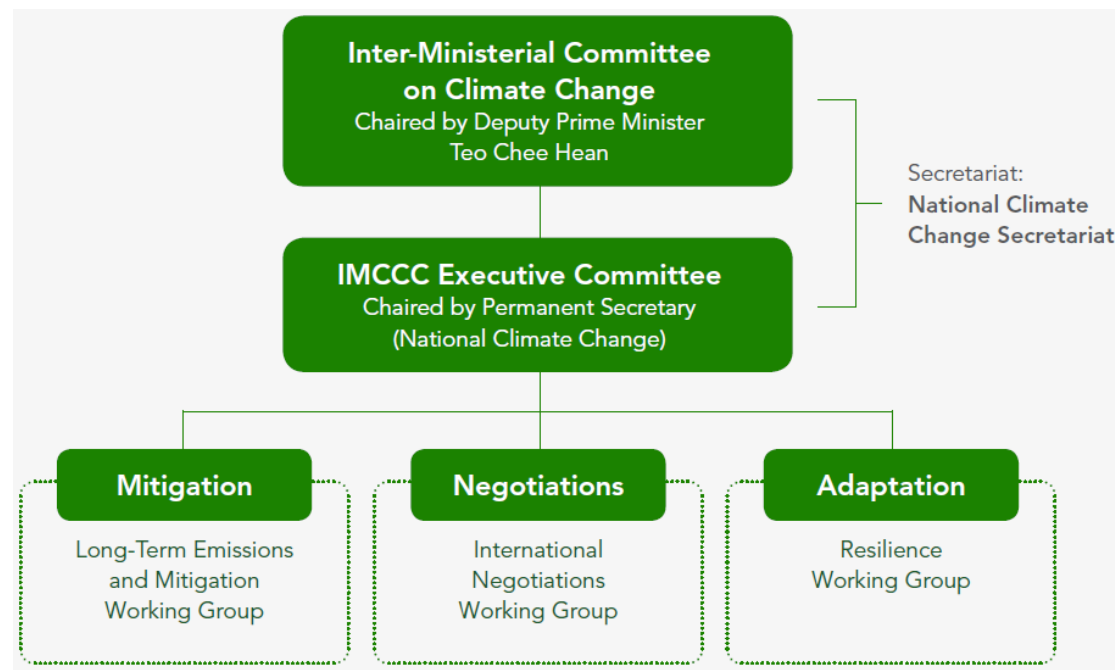 Inter-Ministerial Committee
on Climate Change
Chaired by Deputy Prime Minister
Teo Chee Hean
Secretariat:
National Climate
Change Secretariat
IMCCC Executive Committee
Chaired by Permanent Secretary
(National Climate Change)
Mitigation
Long-Term Emissions
and Mitigation
Working Group
Negotiations
International
Negotiations
Working Group
Adaptation
Resilience
Working Group